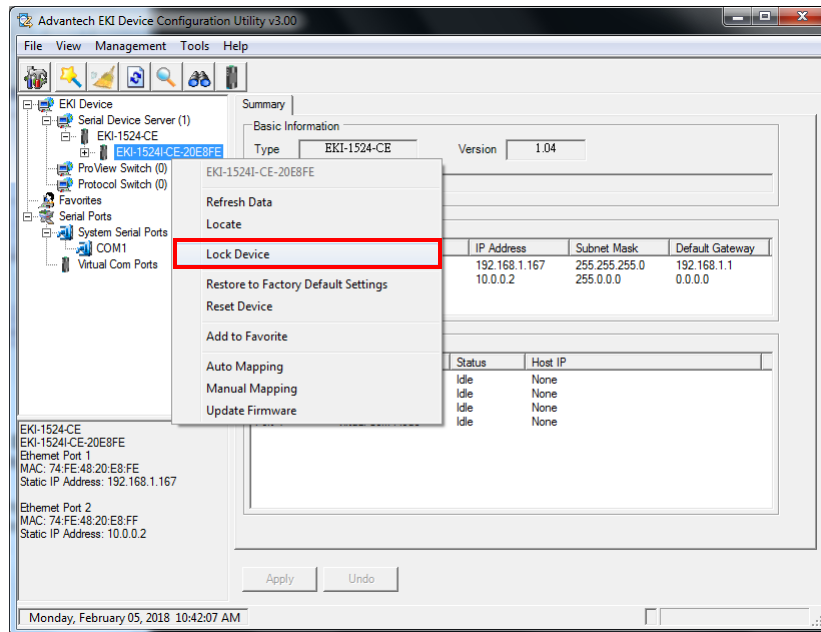 Advantech EKI Device Configuration Utility v3.00
File View Management Tools Help
EKI Device
Serial Device Server (1)
EKI-1524-CE
EKI-1524I-CE-20E8FE
ProView Switch (0)
Protocol Switch (0)
Favorites
Serial Ports
System Serial Ports
COM1
Virtual Com Ports
Summary
Basic Information
Type EKI-1524-CE Version 1.04
EKI-1524I-CE-20E8FE
Refresh Data
Locate
Lock Device
Restore to Factory Default Settings
Reset Device
Add to Favorite
Auto Mapping
Manual Mapping
Update Firmware
IP Address Subnet Mask Default Gateway
192.168.1.167 255.255.255.0 192.168.1.1
10.0.0.2 255.0.0.0 0.0.0.0
Status Host IP
Idle None
Idle None
Idle None
Idle None
EKI-1524-CE
EKI-1524I-CE-20E8FE
Ethernet Port 1
MAC: 74:FE:48:20:E8:FE
Static IP Address: 192.168.1.167
Ethernet Port 2
MAC: 74:FE:48:20:E8:FF
Static IP Address: 10.0.0.2
Apply Undo
Monday, February 05, 2018 10:42:07 AM